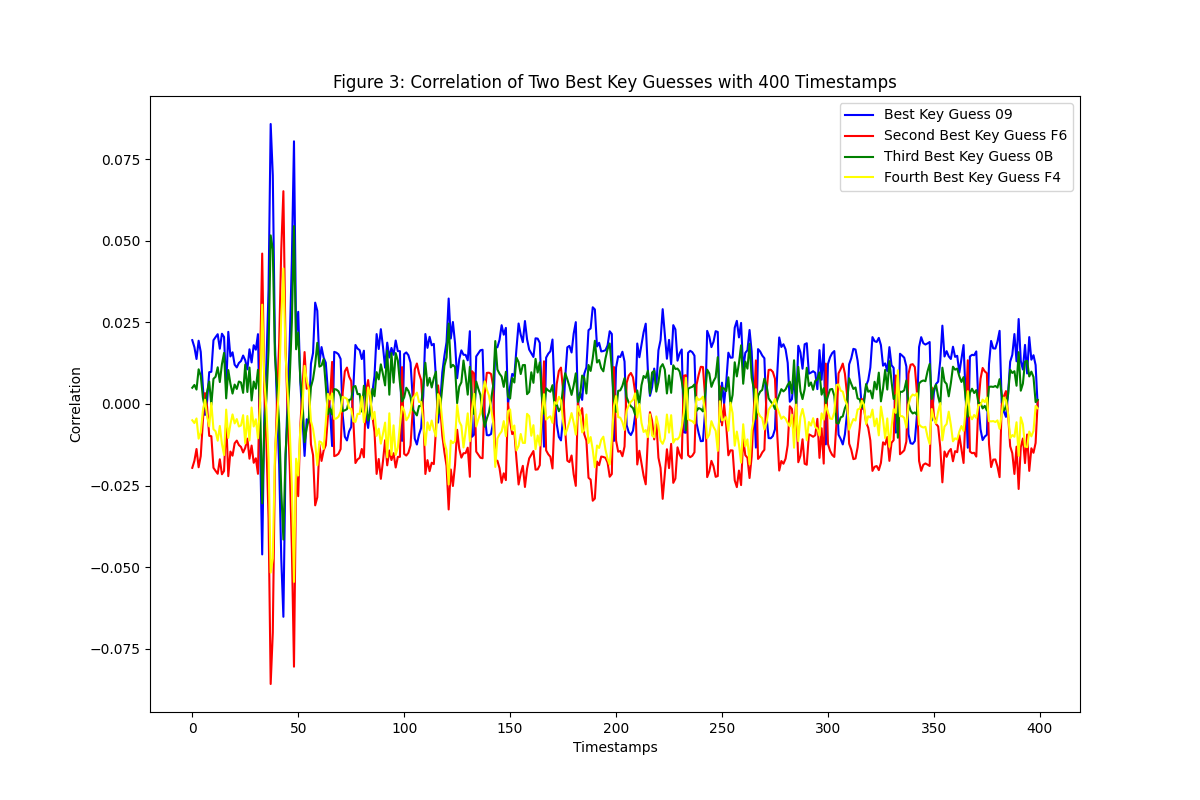 Figure 3: Correlation of Two Best Key Guesses with 400 Timestamps
Best Key Guess 09
Second Best Key Guess F6
Third Best Key Guess 0B
Fourth Best Key Guess F4
0.075
0.050
0.025
0.000
−0.025
−0.050
−0.075
Correlation
0 50 100 150 200 250 300 350 400
Timestamps